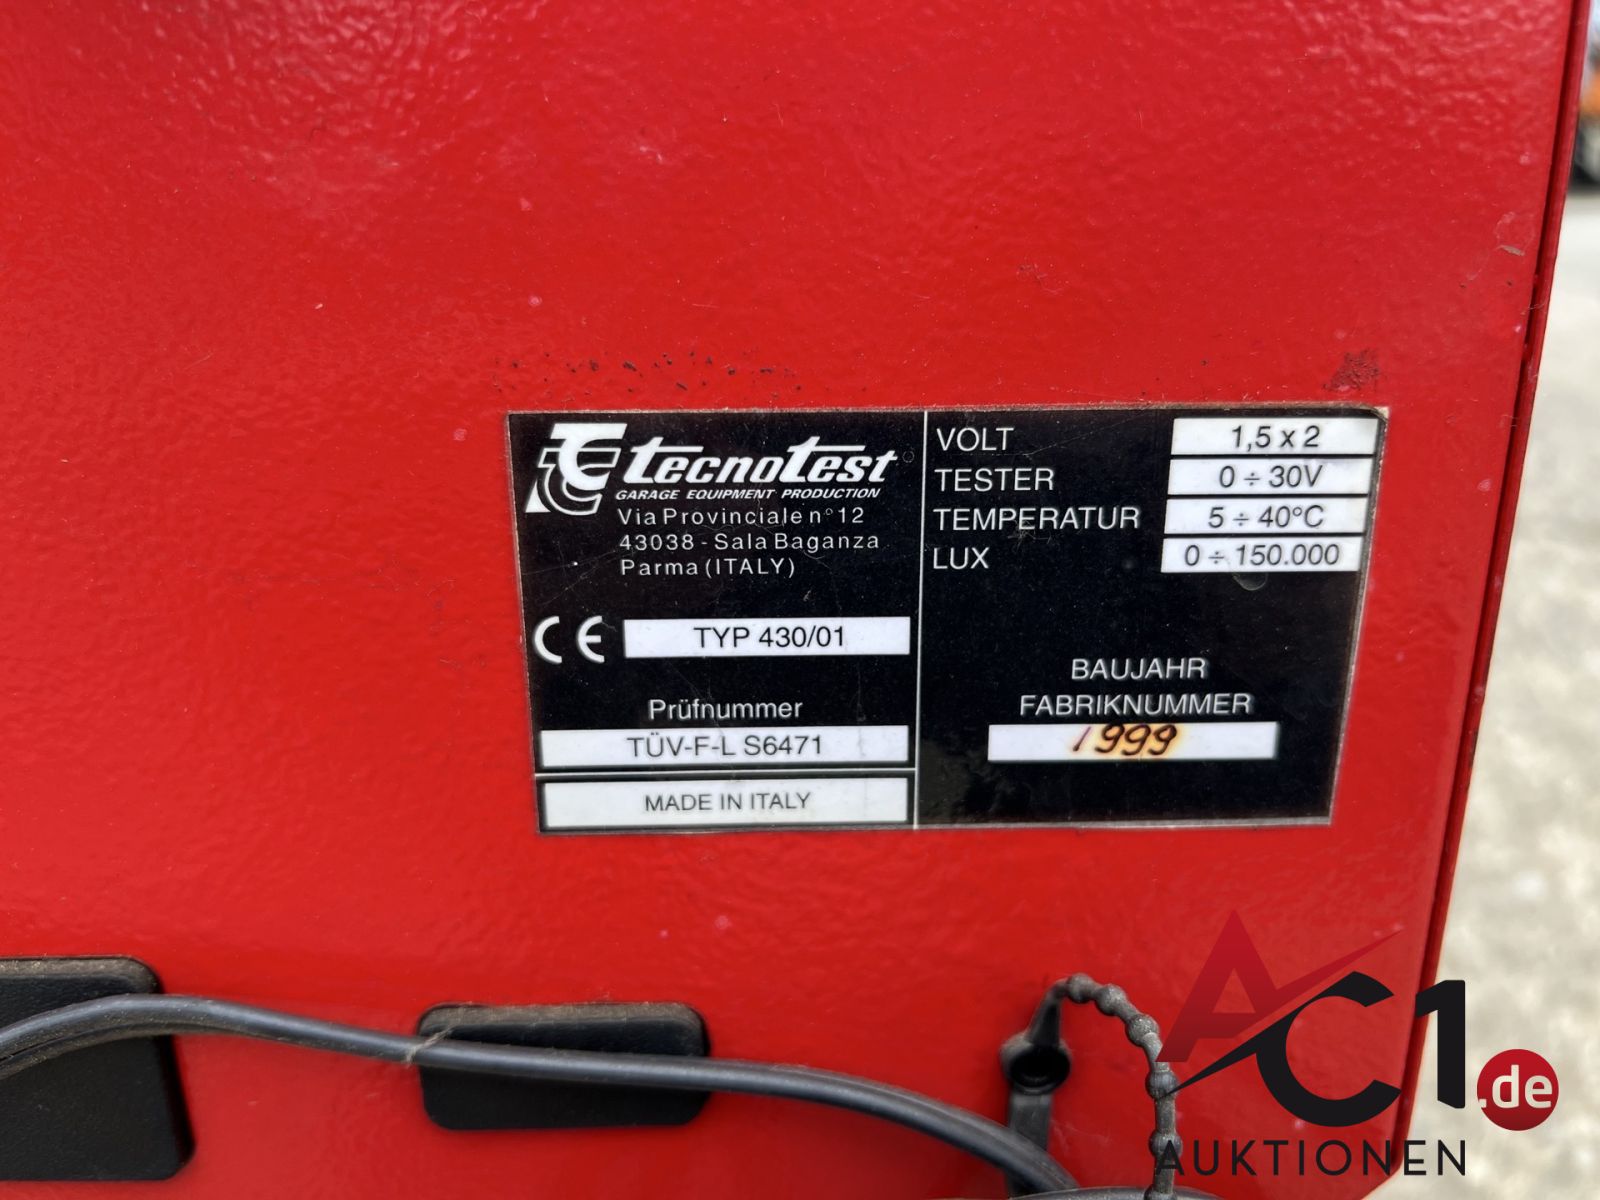 tecnotest
GARAGE EQUIPMENT PRODUCTION
Via Provinciale n° 12
43038 - Sala Baganza
Parma (ITALY)
CE TYP 430/01
Prüfnummer
TÜV-F-L S6471
MADE IN ITALY
VOLT 1,5 x 2
TESTER 0 ÷ 30V
TEMPERATUR 5 ÷ 40°C
LUX 0 ÷ 150.000
BAUJAHR
FABRIKNUMMER
1999
AC1.de
AUKTIONEN